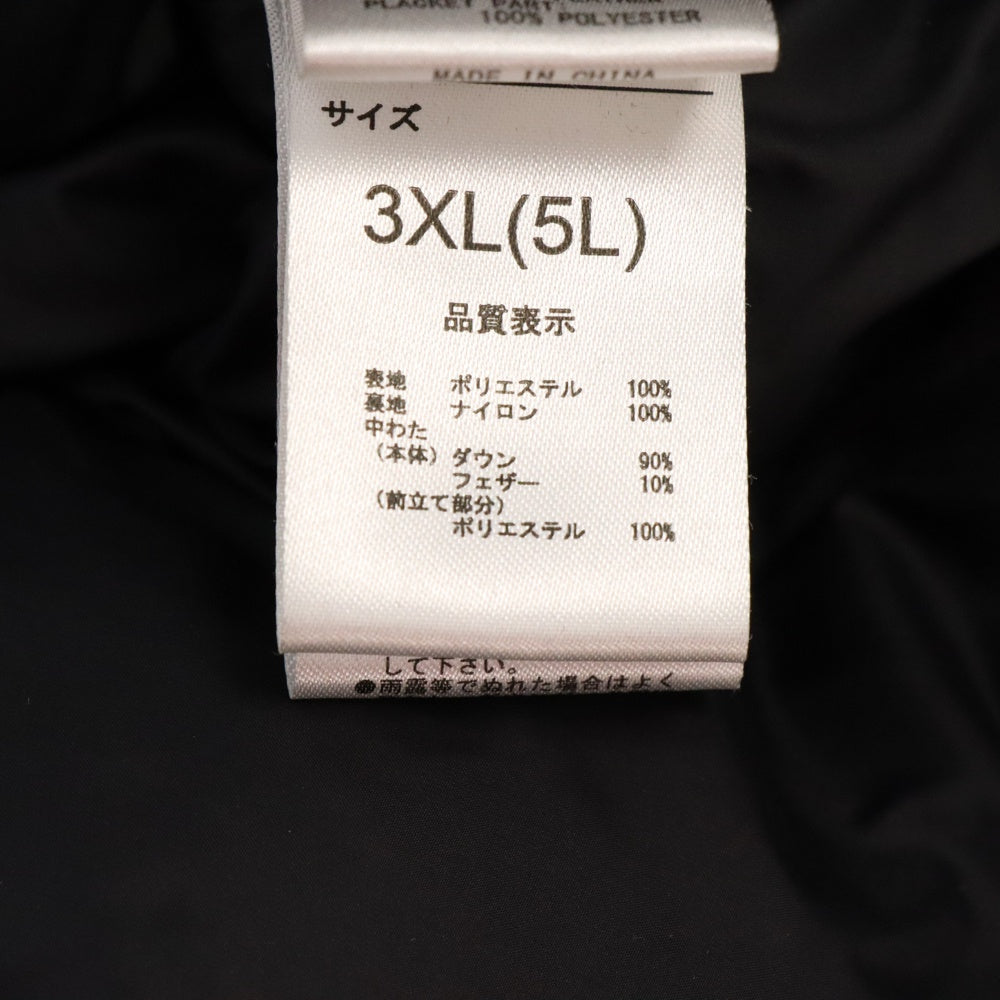 PLACKET PART
100% POLYESTER
MADE IN CHINA
サイズ
3XL(5L)
品質表示
表地 ポリエステル 100%
裏地 ナイロン 100%
中わた
(本体) ダウン 90%
フェザー 10%
(前立て部分)
ポリエステル 100%
して下さい。
●雨露等でぬれた場合はよく